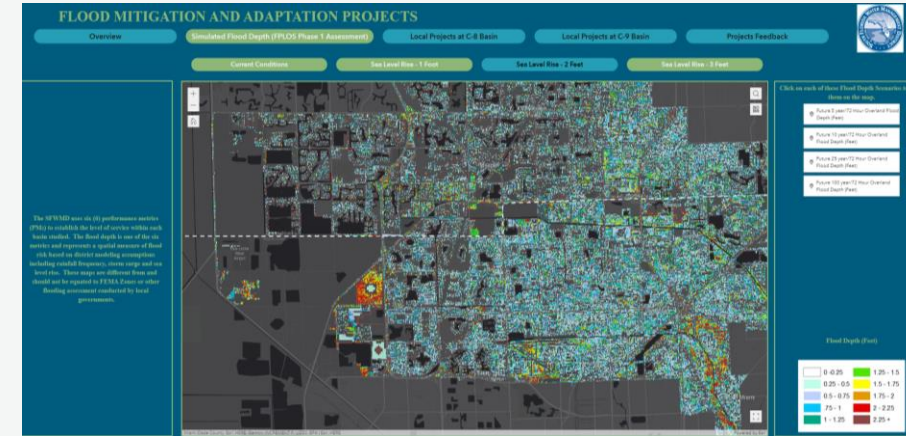 FLOOD MITIGATION AND ADAPTATION PROJECTS
Overview
Simulated Flood Depth (FPLOS Phase 1 Assessment)
Local Projects at C-8 Basin
Local Projects at C-9 Basin
Projects Feedback
Current Conditions
Sea Level Rise - 1 Feet
Sea Level Rise - 2 Feet
Sea Level Rise - 3 Feet
The SFWMD uses six (6) performance metrics
(PMs) to establish the level of service within each
basin studied. The flood depth is one of the six
metrics and represents a spatial measure of flood
risk based on district modeling assumptions
including rainfall frequency, storm surge and sea
level rise. These maps are different from and
should not be equated to FEMA Zones or other
flooding assessment conducted by local
governments.
Click on each of these Flood Depth Scenarios to
them on the map.
Future 5 year/72 Hour Overland Flood
Depth (Feet)
Future 10 year/72 Hour Overland
Flood Depth (Feet)
Future 25 year/72 Hour Overland
Flood Depth (Feet)
Future 100 year/72 Hour Overland
Flood Depth (Feet)
Flood Depth (Feet)
0 -0.25
1.25 - 1.5
0.25 - 0.5
1.5 - 1.75
0.5 - 0.75
1.75 - 2
.75 - 1
2 - 2.25
1 - 1.25
2.25 +